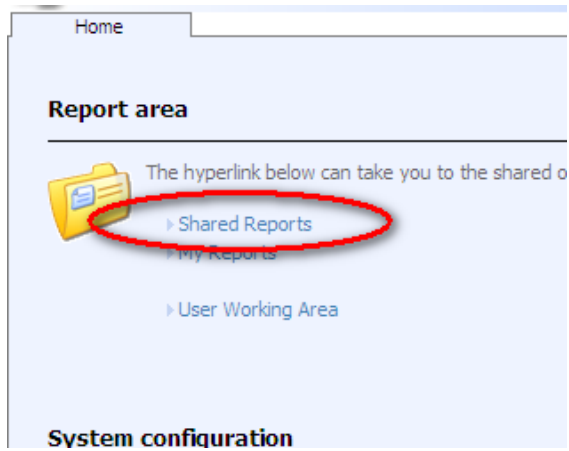 Home
Report area
The hyperlink below can take you to the shared o
Shared Reports
My Reports
User Working Area
System configuration